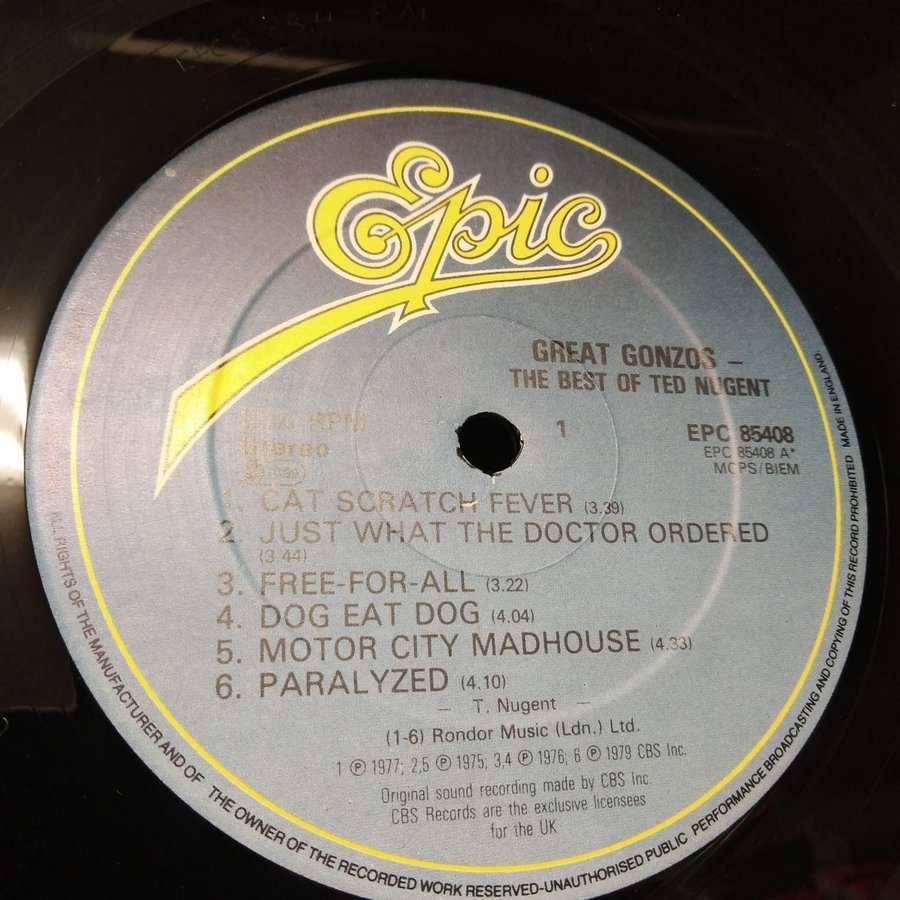 Epic
GREAT GONZOS –
THE BEST OF TED NUGENT
RPM
Stereo
1
EPC 85408
EPC 85408 A*
MCPS/BIEM
1. CAT SCRATCH FEVER (3.39)
2. JUST WHAT THE DOCTOR ORDERED
(3.44)
3. FREE-FOR-ALL (3.22)
4. DOG EAT DOG (4.04)
5. MOTOR CITY MADHOUSE (4.33)
6. PARALYZED (4.10)
– T. Nugent –
(1-6) Rondor Music (Ldn.) Ltd.
1 ℗ 1977; 2,5 ℗ 1975; 3,4 ℗ 1976; 6 ℗ 1979 CBS Inc.
Original sound recording made by CBS Inc.
CBS Records are the exclusive licensees
for the UK
ALL RIGHTS OF THE MANUFACTURER AND OF THE OWNER OF THE RECORDED WORK RESERVED-UNAUTHORISED PUBLIC PERFORMANCE BROADCASTING AND COPYING OF THIS RECORD PROHIBITED MADE IN ENGLAND